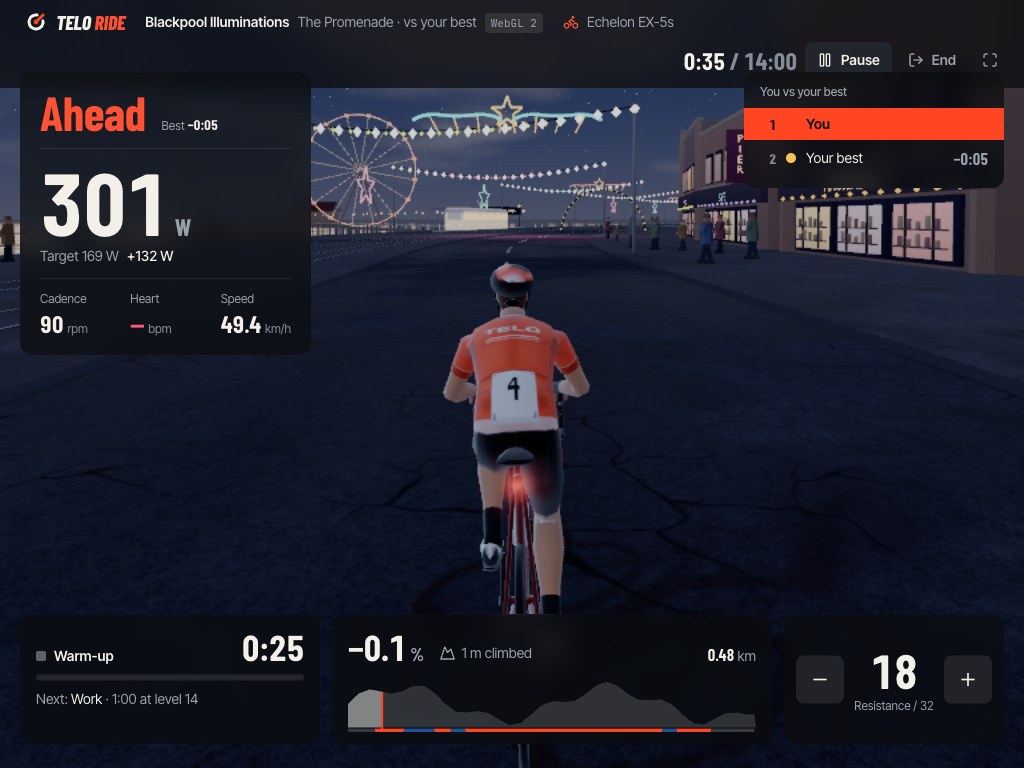 TELO RIDE Blackpool Illuminations The Promenade · vs your best WebGL 2 Echelon EX-5s
0:35 / 14:00 Pause End
Ahead Best −0:05
301 W
Target 169 W +132 W
Cadence Heart Speed
90 rpm – bpm 49.4 km/h
You vs your best
1 You
2 Your best −0:05
PIER
TELO
4
Warm-up 0:25
Next: Work · 1:00 at level 14
−0.1 % 1 m climbed 0.48 km
− 18 +
Resistance / 32